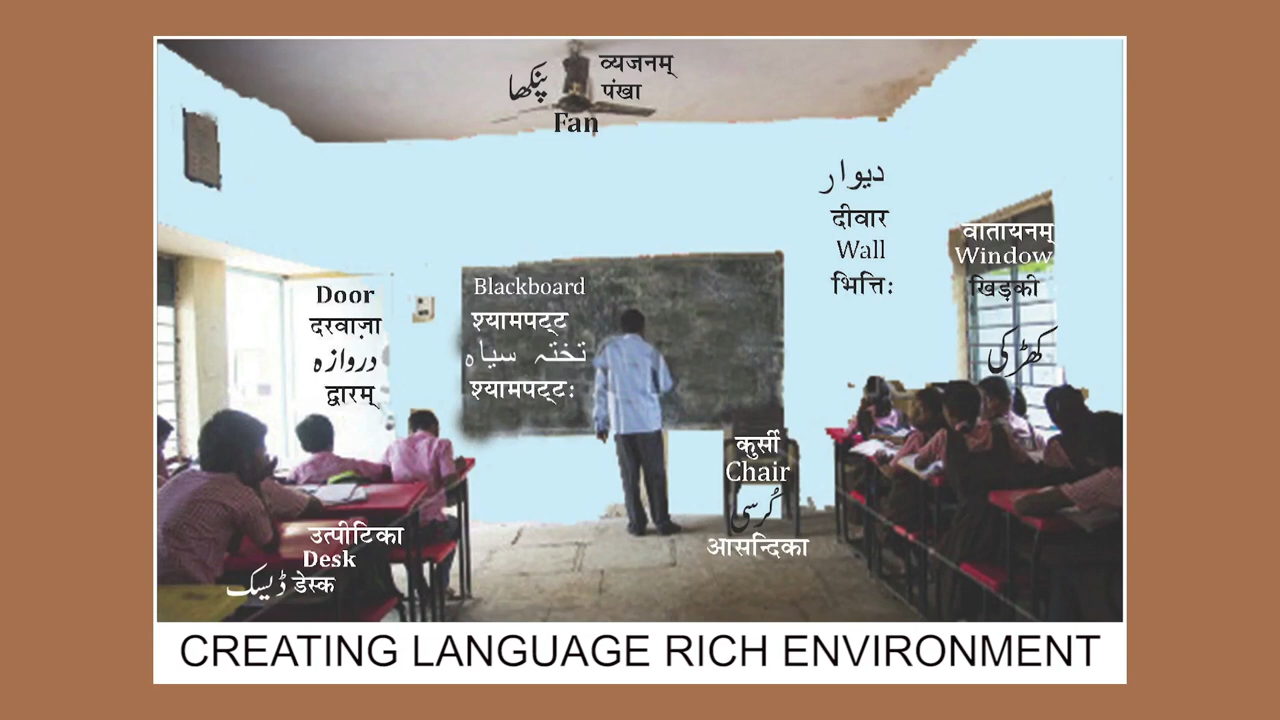 پنکھا
व्यजनम्
पंखा
Fan
دیوار
दीवार
Wall
भित्तिः
वातायनम्
Window
खिड़की
کھڑکی
Door
दरवाज़ा
دروازہ
द्वारम्
Blackboard
श्यामपट्ट
تختہ سیاہ
श्यामपट्टः
कुर्सी
Chair
کُرسی
आसन्दिका
उत्पीटिका
Desk
ڈیسک डेस्क
CREATING LANGUAGE RICH ENVIRONMENT